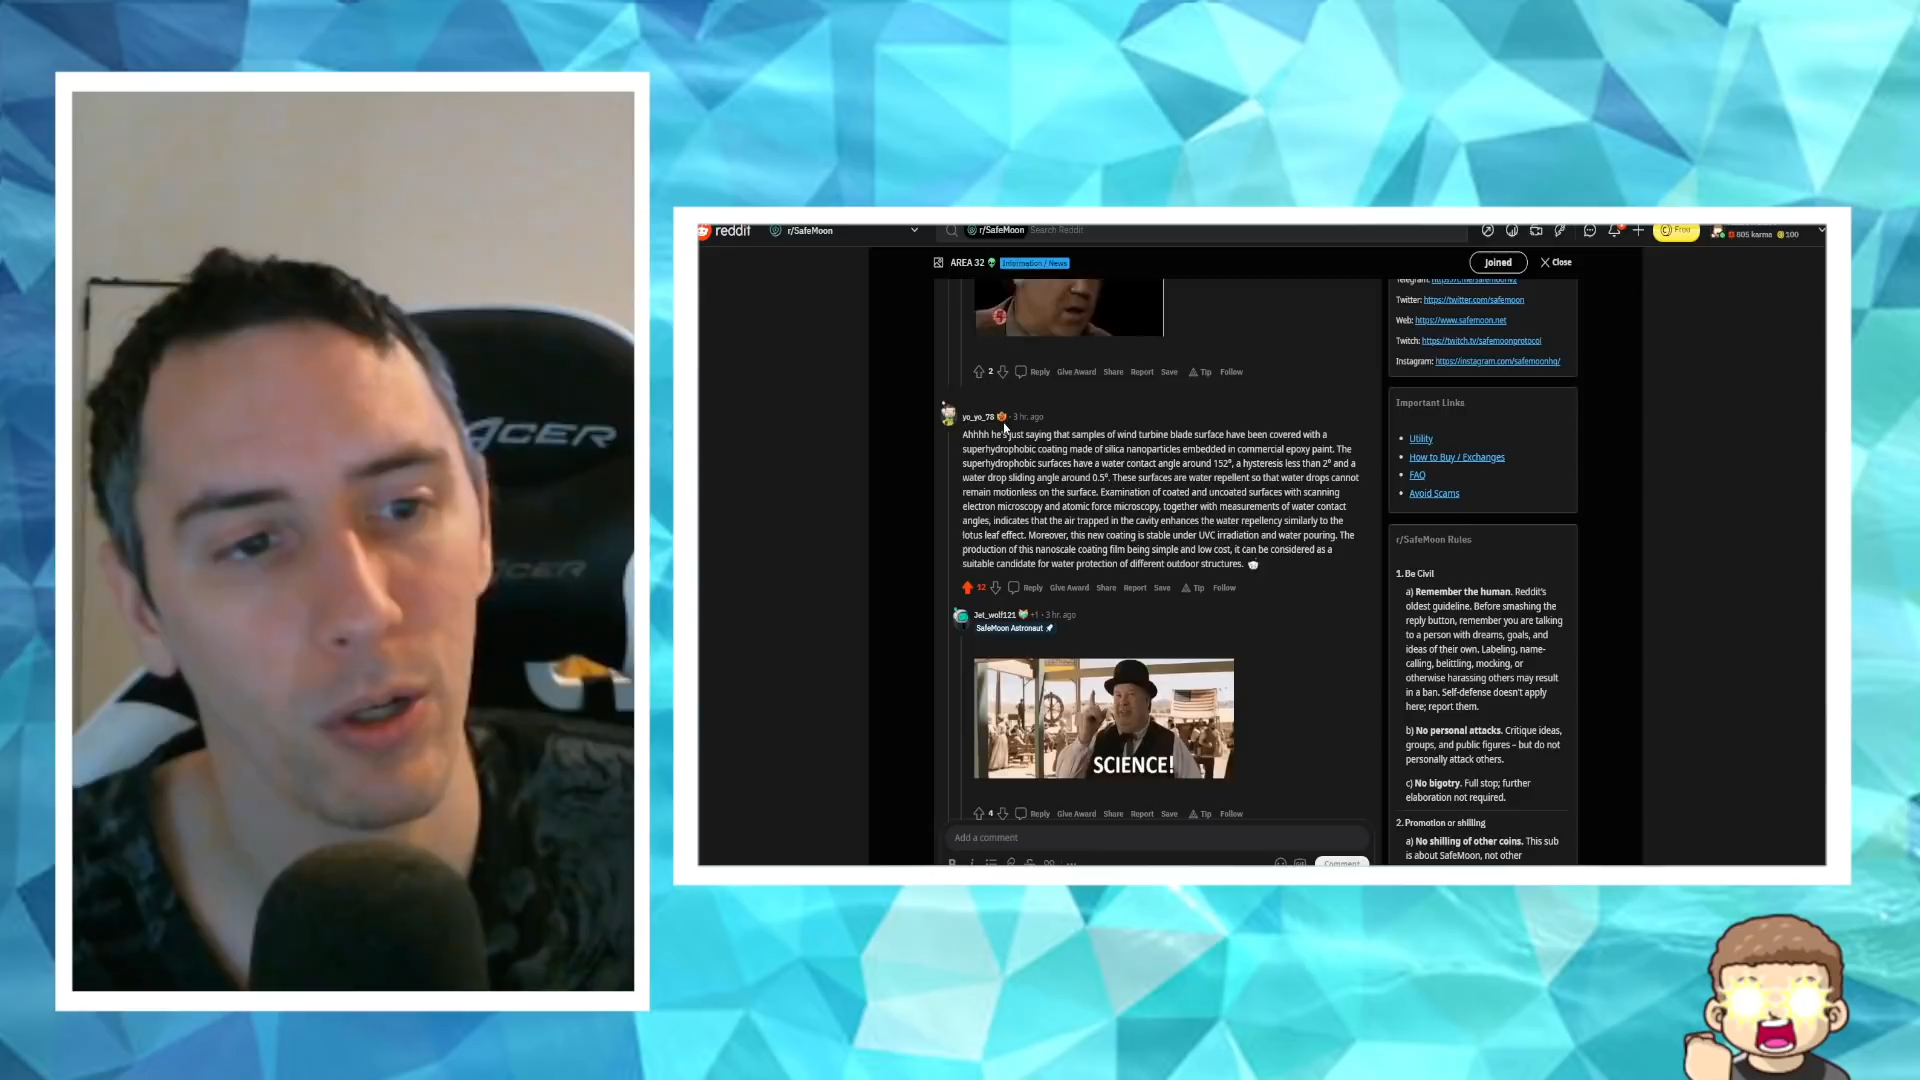 ACER
ACER
reddit r/SafeMoon r/SafeMoon Search Reddit Free 805 karma 100
AREA 32 Information / News Joined Close
2 Reply Give Award Share Report Save Tip Follow
yo_yo_78 · 3 hr. ago
Ahhhh he's just saying that samples of wind turbine blade surface have been covered with a
superhydrophobic coating made of silica nanoparticles embedded in commercial epoxy paint. The
superhydrophobic surfaces have a water contact angle around 152°, a hysteresis less than 2° and a
water drop sliding angle around 0.5°. These surfaces are water repellent so that water drops cannot
remain motionless on the surface. Examination of coated and uncoated surfaces with scanning
electron microscopy and atomic force microscopy, together with measurements of water contact
angles, indicates that the air trapped in the cavity enhances the water repellency similarly to the
lotus leaf effect. Moreover, this new coating is stable under UVC irradiation and water pouring. The
production of this nanoscale coating film being simple and low cost, it can be considered as a
suitable candidate for water protection of different outdoor structures.
12 Reply Give Award Share Report Save Tip Follow
Jet_wolf121 +1 · 3 hr. ago
SafeMoon Astronaut
SCIENCE!
4 Reply Give Award Share Report Save Tip Follow
Add a comment
Comment
Telegram: https://t.me/safemoonv2
Twitter: https://twitter.com/safemoon
Web: https://www.safemoon.net
Twitch: https://twitch.tv/safemoonprotocol
Instagram: https://instagram.com/safemoonhq/
Important Links
• Utility
• How to Buy / Exchanges
• FAQ
• Avoid Scams
r/SafeMoon Rules
1. Be Civil
a) Remember the human. Reddit's
oldest guideline. Before smashing the
reply button, remember you are talking
to a person with dreams, goals, and
ideas of their own. Labeling, name-
calling, belittling, mocking, or
otherwise harassing others may result
in a ban. Self-defense doesn't apply
here; report them.
b) No personal attacks. Critique ideas,
groups, and public figures – but do not
personally attack others.
c) No bigotry. Full stop; further
elaboration not required.
2. Promotion or shilling
a) No shilling of other coins. This sub
is about SafeMoon, not other